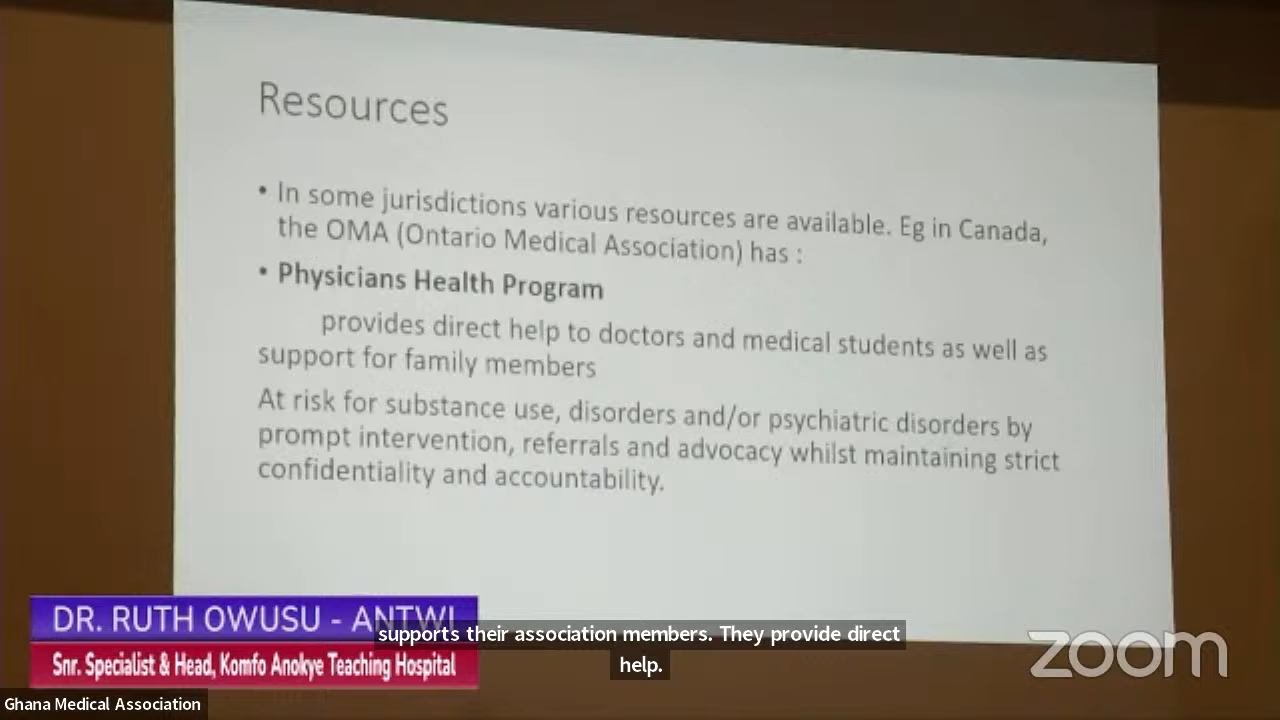 Resources
• In some jurisdictions various resources are available. Eg in Canada,
the OMA (Ontario Medical Association) has :
• Physicians Health Program
provides direct help to doctors and medical students as well as
support for family members
At risk for substance use, disorders and/or psychiatric disorders by
prompt intervention, referrals and advocacy whilst maintaining strict
confidentiality and accountability.
DR. RUTH OWUSU - ANTWI
supports their association members. They provide direct
help.
Snr. Specialist & Head, Komfo Anokye Teaching Hospital
zoom
Ghana Medical Association